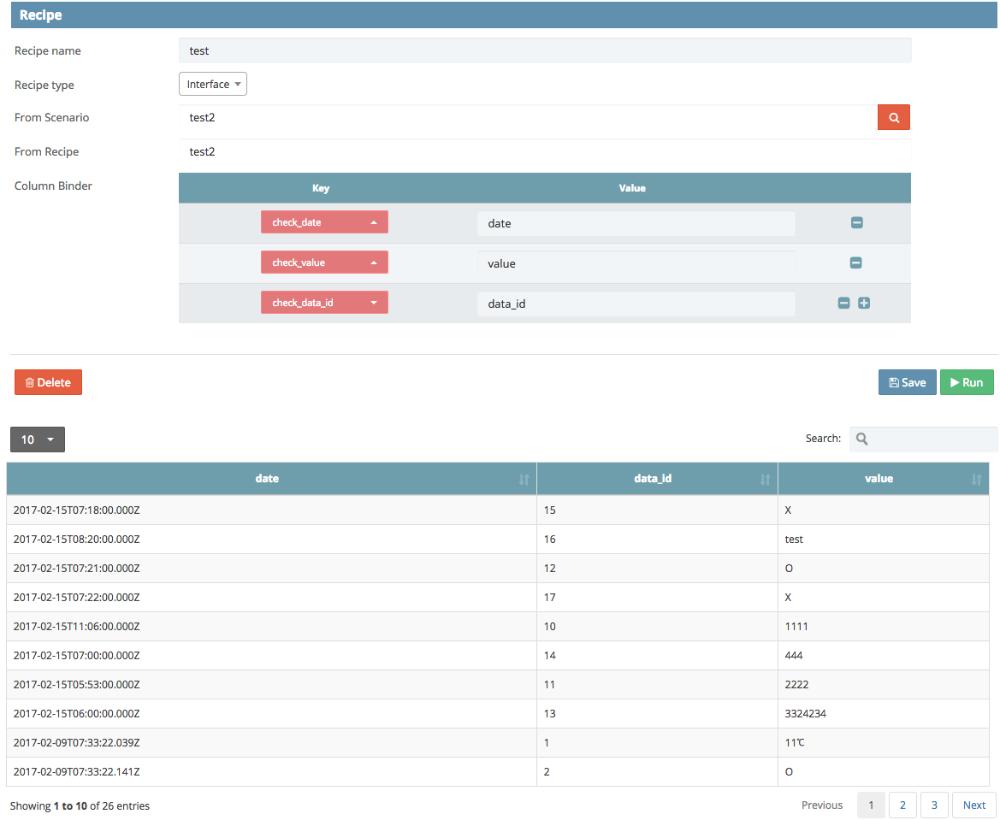 Recipe
Recipe name test
Recipe type Interface
From Scenario test2
From Recipe test2
Column Binder
Key Value
check_date date
check_value value
check_data_id data_id
Delete Save Run
10 Search:
date data_id value
2017-02-15T07:18:00.000Z 15 X
2017-02-15T08:20:00.000Z 16 test
2017-02-15T07:21:00.000Z 12 O
2017-02-15T07:22:00.000Z 17 X
2017-02-15T11:06:00.000Z 10 1111
2017-02-15T07:00:00.000Z 14 444
2017-02-15T05:53:00.000Z 11 2222
2017-02-15T06:00:00.000Z 13 3324234
2017-02-09T07:33:22.039Z 1 11℃
2017-02-09T07:33:22.141Z 2 O
Showing 1 to 10 of 26 entries Previous 1 2 3 Next